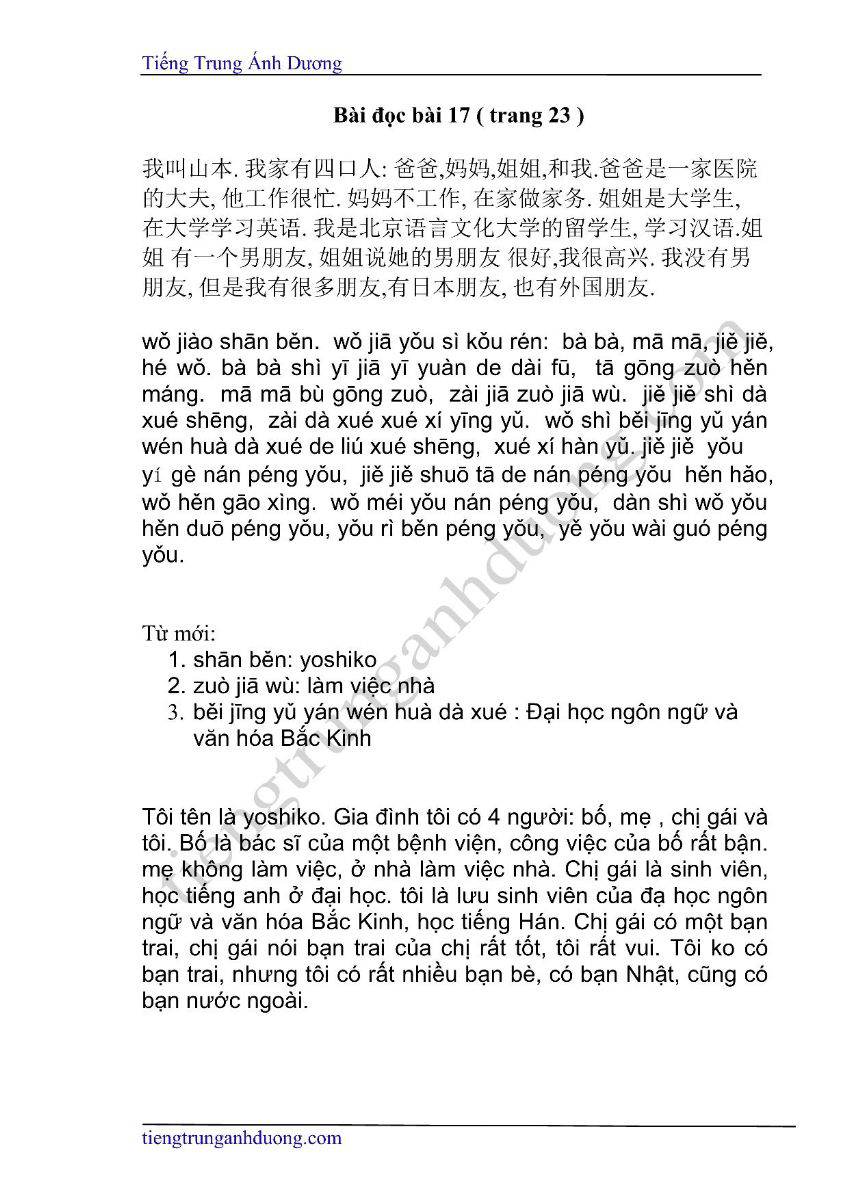 Tiếng Trung Ánh Dương
Bài đọc bài 17 ( trang 23 )
我叫山本. 我家有四口人: 爸爸,妈妈,姐姐,和我.爸爸是一家医院
的大夫, 他工作很忙. 妈妈不工作, 在家做家务. 姐姐是大学生,
在大学学习英语. 我是北京语言文化大学的留学生, 学习汉语.姐
姐 有一个男朋友, 姐姐说她的男朋友 很好,我很高兴. 我没有男
朋友, 但是我有很多朋友,有日本朋友, 也有外国朋友.
wǒ jiào shān běn. wǒ jiā yǒu sì kǒu rén: bà bà, mā mā, jiě jiě,
hé wǒ. bà bà shì yī jiā yī yuàn de dài fū, tā gōng zuò hěn
máng. mā mā bù gōng zuò, zài jiā zuò jiā wù. jiě jiě shì dà
xué shēng, zài dà xué xué xí yīng yǔ. wǒ shì běi jīng yǔ yán
wén huà dà xué de liú xué shēng, xué xí hàn yǔ. jiě jiě yǒu
yí gè nán péng yǒu, jiě jiě shuō tā de nán péng yǒu hěn hǎo,
wǒ hěn gāo xìng. wǒ méi yǒu nán péng yǒu, dàn shì wǒ yǒu
hěn duō péng yǒu, yǒu rì běn péng yǒu, yě yǒu wài guó péng
yǒu.
Từ mới:
1. shān běn: yoshiko
2. zuò jiā wù: làm việc nhà
3. běi jīng yǔ yán wén huà dà xué : Đại học ngôn ngữ và
văn hóa Bắc Kinh
Tôi tên là yoshiko. Gia đình tôi có 4 người: bố, mẹ , chị gái và
tôi. Bố là bác sĩ của một bệnh viện, công việc của bố rất bận.
mẹ không làm việc, ở nhà làm việc nhà. Chị gái là sinh viên,
học tiếng anh ở đại học. tôi là lưu sinh viên của đạ học ngôn
ngữ và văn hóa Bắc Kinh, học tiếng Hán. Chị gái có một bạn
trai, chị gái nói bạn trai của chị rất tốt, tôi rất vui. Tôi ko có
bạn trai, nhưng tôi có rất nhiều bạn bè, có bạn Nhật, cũng có
bạn nước ngoài.
tiengtrunganhduong.com
tiengtrunganhduong.com